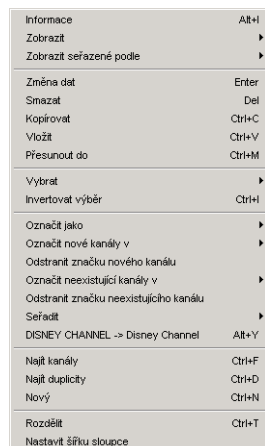 Informace Alt+I
Zobrazit
Zobrazit seřazené podle
Změna dat Enter
Smazat Del
Kopírovat Ctrl+C
Vložit Ctrl+V
Přesunout do Ctrl+M
Vybrat
Invertovat výběr Ctrl+I
Označit jako
Označit nové kanály v
Odstranit značku nového kanálu
Označit neexistující kanály v
Odstranit značku neexistujícího kanálu
Seřadit
DISNEY CHANNEL -> Disney Channel Alt+Y
Najít kanály Ctrl+F
Najít duplicity Ctrl+D
Nový Ctrl+N
Rozdělit Ctrl+T
Nastavit šířku sloupce